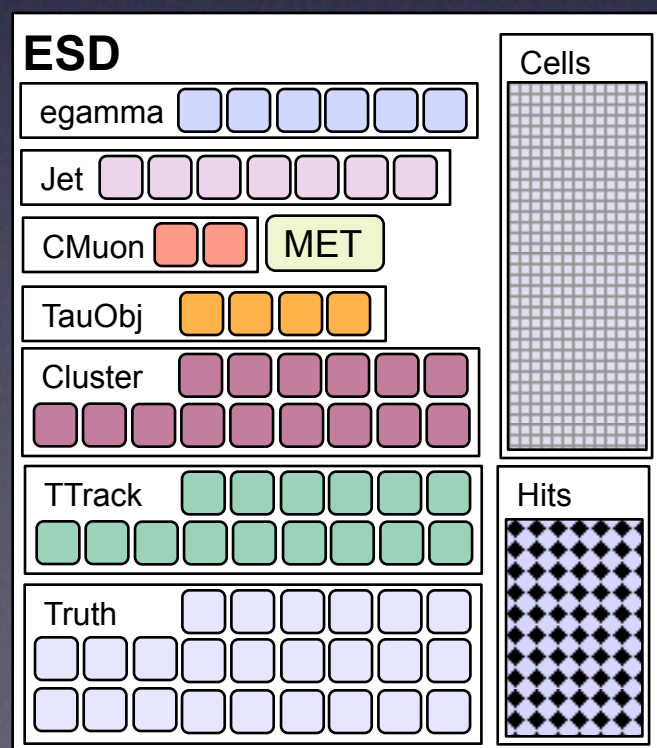 ESD
egamma
Jet
CMuon
MET
TauObj
Cluster
TTrack
Truth
Cells
Hits